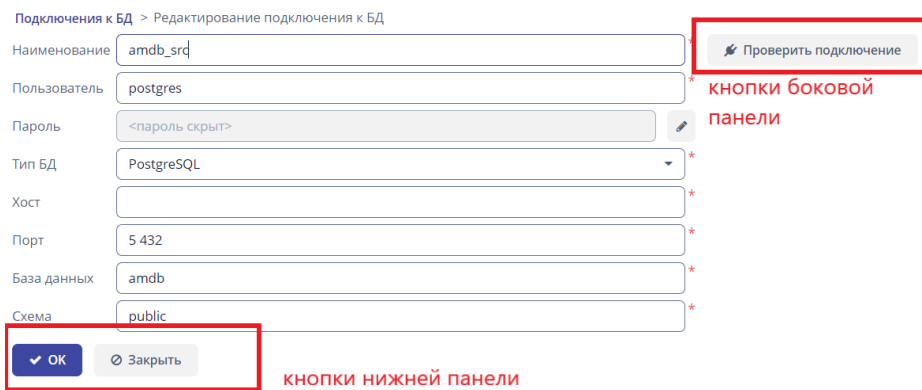 Подключения к БД > Редактирование подключения к БД
Наименование amdb_src * Проверить подключение
Пользователь postgres * кнопки боковой
Пароль <пароль скрыт> панели
Тип БД PostgreSQL *
Хост *
Порт 5 432 *
База данных amdb *
Схема public *
OK Закрыть
кнопки нижней панели